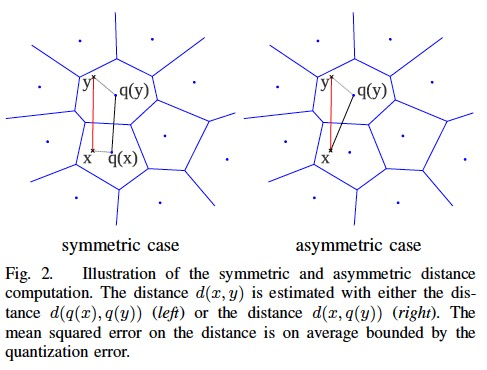 y
q(y)
x
q(x)
y
q(y)
x
symmetric case
asymmetric case
Fig. 2. Illustration of the symmetric and asymmetric distance
computation. The distance d(x, y) is estimated with either the dis-
tance d(q(x), q(y)) (left) or the distance d(x, q(y)) (right). The
mean squared error on the distance is on average bounded by the
quantization error.